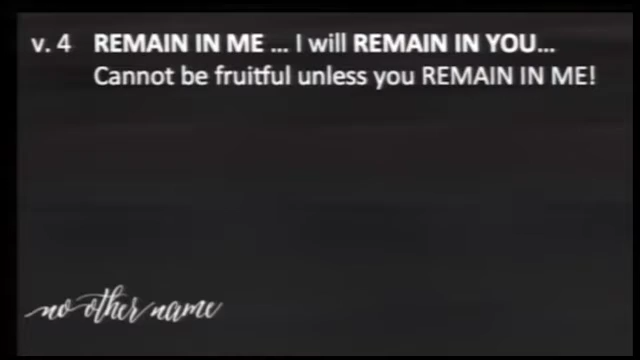 v. 4 REMAIN IN ME ... I will REMAIN IN YOU...
Cannot be fruitful unless you REMAIN IN ME!
no other name